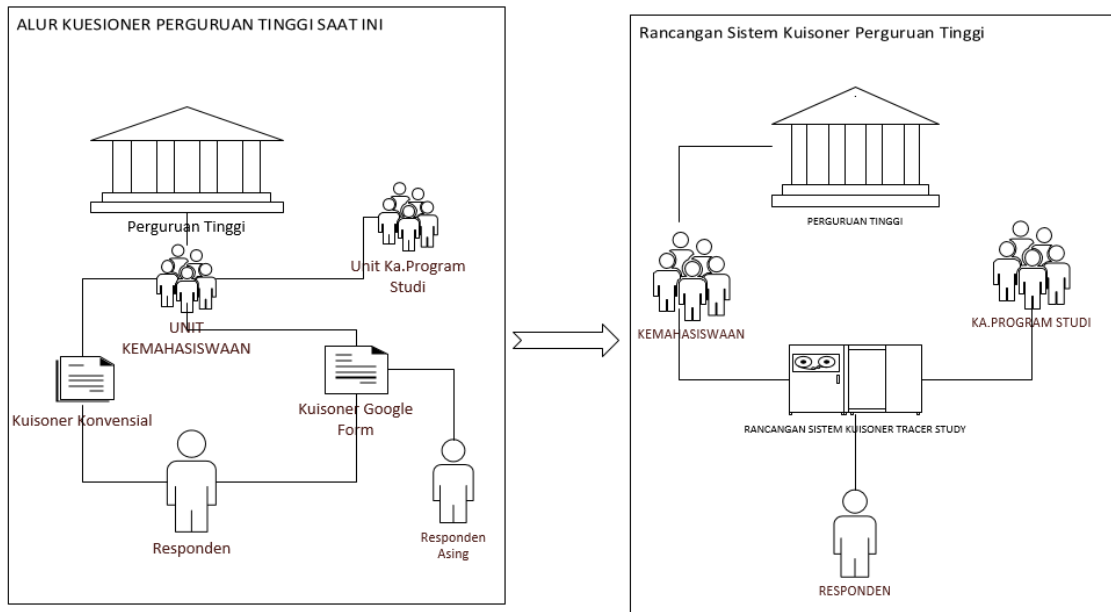 ALUR KUESIONER PERGURUAN TINGGI SAAT INI
Perguruan Tinggi
Unit Ka.Program
Studi
UNIT
KEMAHASISWAAN
Kuisoner Konvensial
Kuisoner Google
Form
Responden
Responden
Asing
Rancangan Sistem Kuisoner Perguruan Tinggi
PERGURUAN TINGGI
KEMAHASISWAAN
KA.PROGRAM STUDI
RANCANGAN SISTEM KUISONER TRACER STUDY
RESPONDEN